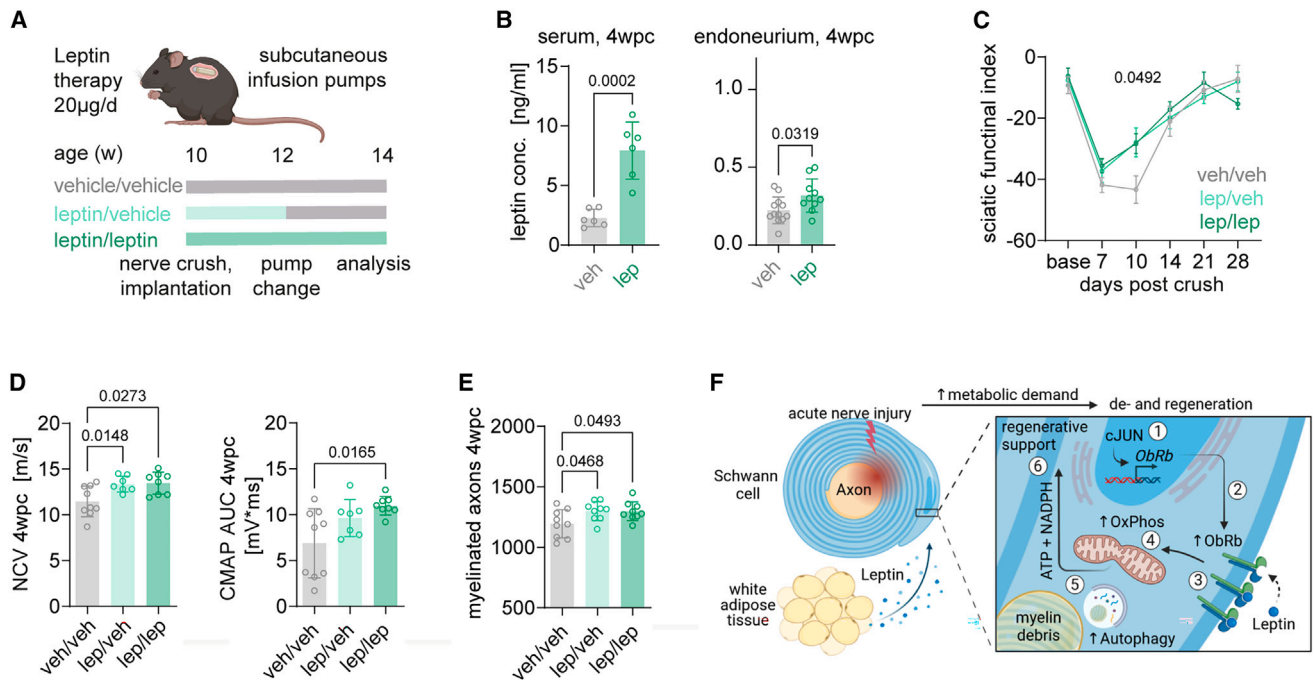 A
Leptin
therapy
20µg/d
subcutaneous
infusion pumps
age (w)
10
12
14
vehicle/vehicle
leptin/vehicle
leptin/leptin
nerve crush,
implantation
pump
change
analysis
B
serum, 4wpc
leptin conc. [ng/ml]
15
10
5
0
0.0002
veh
lep
endoneurium, 4wpc
1.0
0.5
0.0
0.0319
veh
lep
C
sciatic functinal index
0
-20
-40
-60
0.0492
veh/veh
lep/veh
lep/lep
base 7 10 14 21 28
days post crush
D
NCV 4wpc [m/s]
20
15
10
5
0
0.0273
0.0148
veh/veh
lep/veh
lep/lep
CMAP AUC 4wpc
[mV*ms]
20
15
10
5
0
0.0165
veh/veh
lep/veh
lep/lep
E
myelinated axons 4wpc
2000
1500
1000
500
0.0493
0.0468
veh/veh
lep/veh
lep/lep
F
↑metabolic demand
acute nerve injury
de- and regeneration
Schwann
cell
Axon
white
adipose
tissue
Leptin
regenerative
support
6
cJUN
1
ObRb
2
↑OxPhos
4
↑ObRb
3
ATP + NADPH
5
myelin
debris
↑Autophagy
Leptin